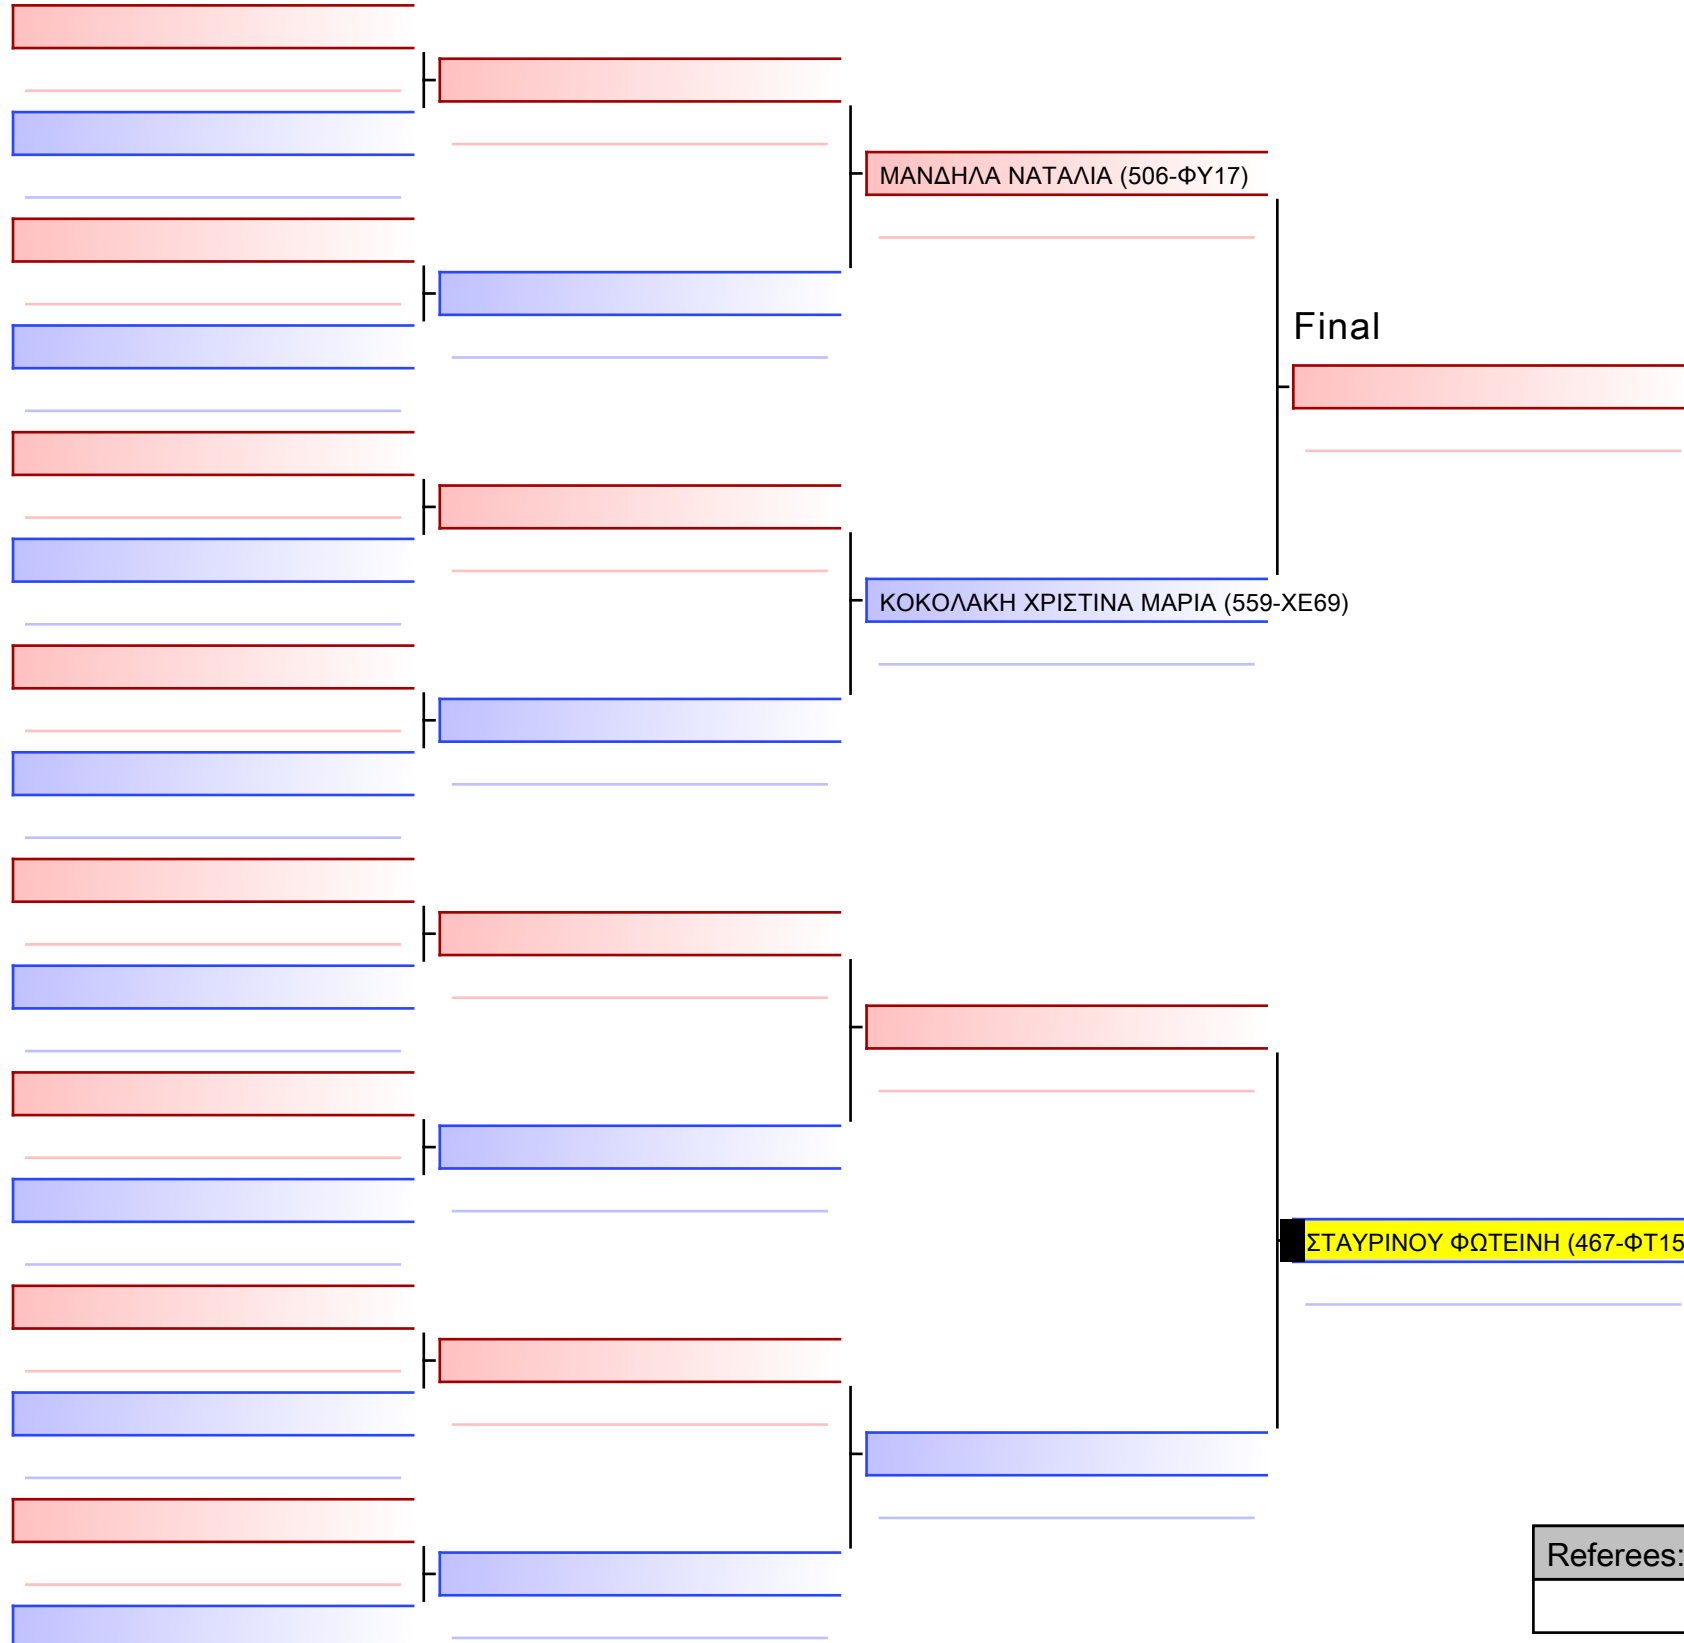 ΜΑΝΔΗΛΑ ΝΑΤΑΛΙΑ (506-ΦΥ17)
Final
ΚΟΚΟΛΑΚΗ ΧΡΙΣΤΙΝΑ ΜΑΡΙΑ (559-ΧΕ69)
ΣΤΑΥΡΙΝΟΥ ΦΩΤΕΙΝΗ (467-ΦΤ15
Referees: